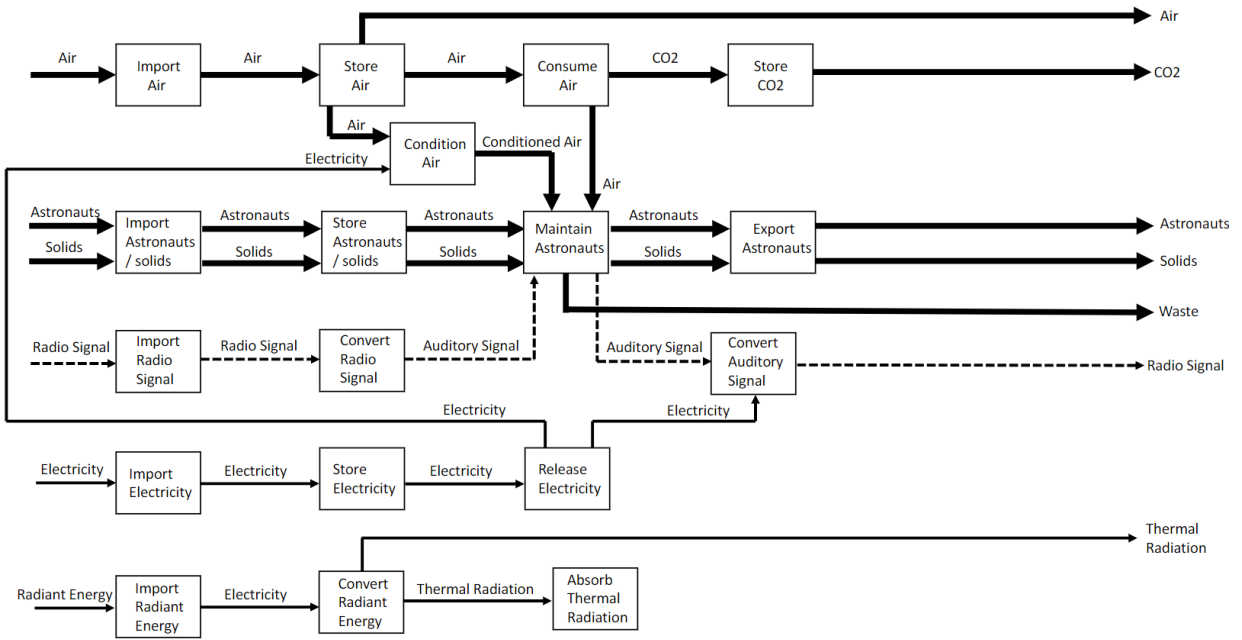 Air
Air
Import
Air
Air
Store
Air
Air
Consume
Air
CO2
Store
CO2
CO2
Air
Condition
Air
Conditioned Air
Electricity
Air
Astronauts
Solids
Import
Astronauts
/ solids
Astronauts
Solids
Store
Astronauts
/ solids
Astronauts
Solids
Maintain
Astronauts
Astronauts
Solids
Export
Astronauts
Astronauts
Solids
Waste
Radio Signal
Import
Radio
Signal
Radio Signal
Convert
Radio
Signal
Auditory Signal
Auditory Signal
Convert
Auditory
Signal
Radio Signal
Electricity
Electricity
Electricity
Import
Electricity
Electricity
Store
Electricity
Electricity
Release
Electricity
Thermal
Radiation
Radiant Energy
Import
Radiant
Energy
Electricity
Convert
Radiant
Energy
Thermal Radiation
Absorb
Thermal
Radiation